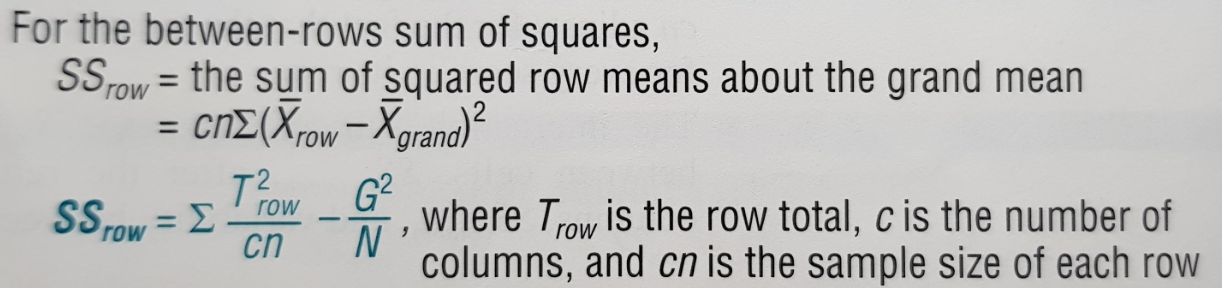 For the between-rows sum of squares,
SS_row = the sum of squared row means about the grand mean
= cnΣ(X̅_row − X̅_grand)²
SS_row = Σ T²_row/cn − G²/N, where T_row is the row total, c is the number of
columns, and cn is the sample size of each row